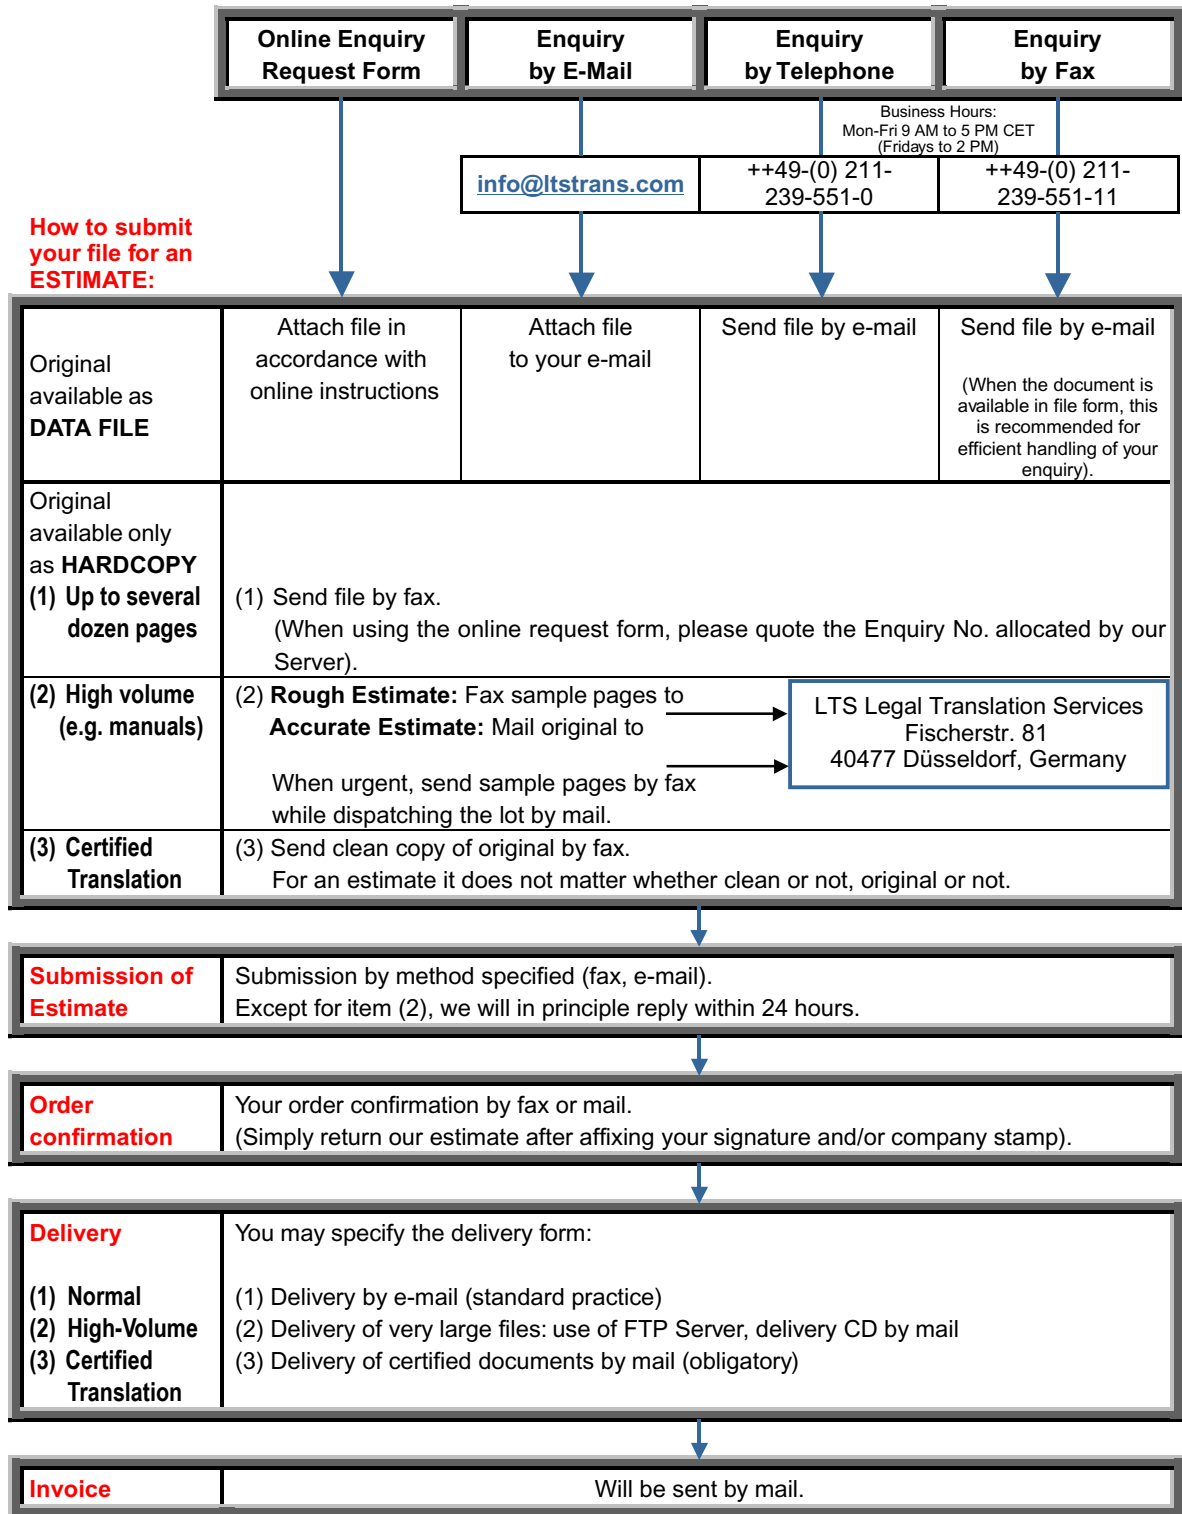 Online Enquiry
Request Form
Enquiry
by E-Mail
Enquiry
by Telephone
Enquiry
by Fax
Business Hours:
Mon-Fri 9 AM to 5 PM CET
(Fridays to 2 PM)
info@ltstrans.com
++49-(0) 211-
239-551-0
++49-(0) 211-
239-551-11
How to submit
your file for an
ESTIMATE:
Original
available as
DATA FILE
Attach file in
accordance with
online instructions
Attach file
to your e-mail
Send file by e-mail
Send file by e-mail
(When the document is
available in file form, this
is recommended for
efficient handling of your
enquiry).
Original
available only
as HARDCOPY
(1) Up to several
dozen pages
(1) Send file by fax.
(When using the online request form, please quote the Enquiry No. allocated by our
Server).
(2) High volume
(e.g. manuals)
(2) Rough Estimate: Fax sample pages to
Accurate Estimate: Mail original to
When urgent, send sample pages by fax
while dispatching the lot by mail.
LTS Legal Translation Services
Fischerstr. 81
40477 Düsseldorf, Germany
(3) Certified
Translation
(3) Send clean copy of original by fax.
For an estimate it does not matter whether clean or not, original or not.
Submission of
Estimate
Submission by method specified (fax, e-mail).
Except for item (2), we will in principle reply within 24 hours.
Order
confirmation
Your order confirmation by fax or mail.
(Simply return our estimate after affixing your signature and/or company stamp).
Delivery
You may specify the delivery form:
(1) Normal
(1) Delivery by e-mail (standard practice)
(2) High-Volume
(2) Delivery of very large files: use of FTP Server, delivery CD by mail
(3) Certified
Translation
(3) Delivery of certified documents by mail (obligatory)
Invoice
Will be sent by mail.